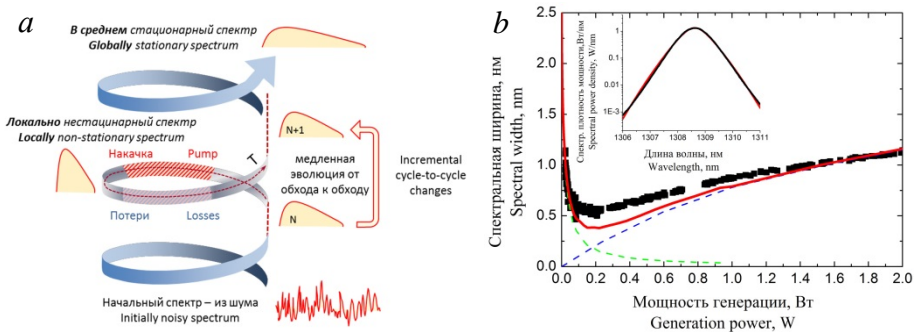 a
В среднем стационарный спектр
Globally stationary spectrum
Локально нестацинарный спектр
Locally non-stationary spectrum
Накачка Pump
T
Потери Losses
N+1
медленная
эволюция от
обхода к обходу
Incremental
cycle-to-cycle
changes
N
Начальный спектр – из шума
Initially noisy spectrum
b
Спектральная ширина, нм
Spectral width, nm
2.5
2.0
1.5
1.0
0.5
0.0
0.0 0.2 0.4 0.6 0.8 1.0 1.2 1.4 1.6 1.8 2.0
Мощность генерации, Вт
Generation power, W
Спектр. плотность мощности,Вт/нм
Spectral power density, W/nm
1
0.1
0.01
1E-3
1306 1307 1308 1309 1310 1311
Длина волны, нм
Wavelength, nm